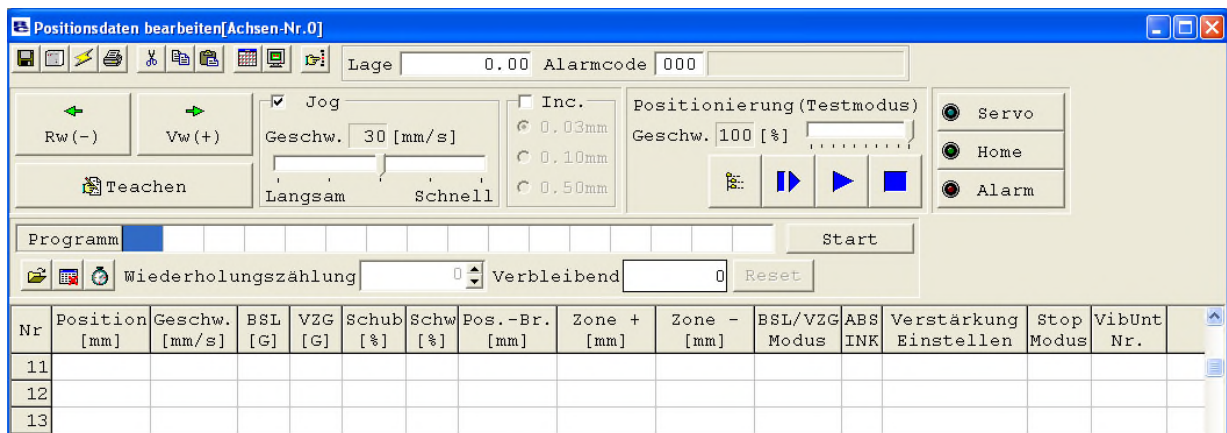 Positionsdaten bearbeiten[Achsen-Nr.0]
Lage 0.00 Alarmcode 000
Rw(-) Vw(+)
Teachen
Jog
Geschw. 30 [mm/s]
Langsam Schnell
Inc.
0.03mm
0.10mm
0.50mm
Positionierung(Testmodus)
Geschw. 100 [%]
Servo
Home
Alarm
Programm Start
Wiederholungszählung 0 Verbleibend 0 Reset
Nr Position [mm] Geschw. [mm/s] BSL [G] VZG [G] Schub [%] Schw [%] Pos.-Br. [mm] Zone + [mm] Zone - [mm] BSL/VZG Modus ABS INK Verstärkung Einstellen Stop Modus VibUnt Nr.
11
12
13